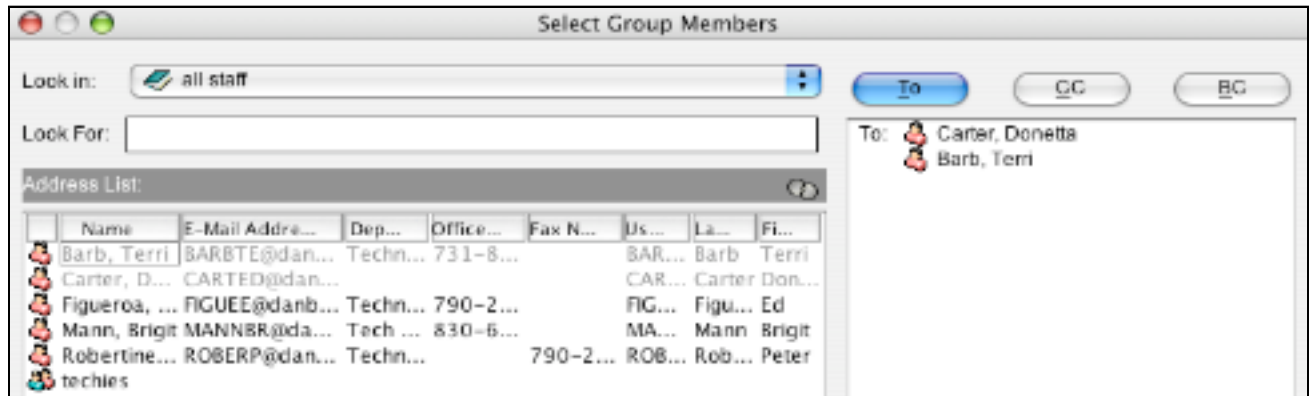 Select Group Members
Look in: all staff
To CC BC
Look For:
To: Carter, Donetta
Barb, Terri
Address List:
Name E-Mail Addre... Dep... Office... Fax N... Us... La... Fi...
Barb, Terri BARBTE@dan... Techn... 731-8... BAR... Barb Terri
Carter, D... CARTED@dan... CAR... Carter Don...
Figueroa, ... FIGUEE@danb... Techn... 790-2... FIG... Figu... Ed
Mann, Brigit MANNBR@da... Tech ... 830-6... MA... Mann Brigit
Robertine... ROBERP@dan... Techn... 790-2... ROB... Rob... Peter
techies